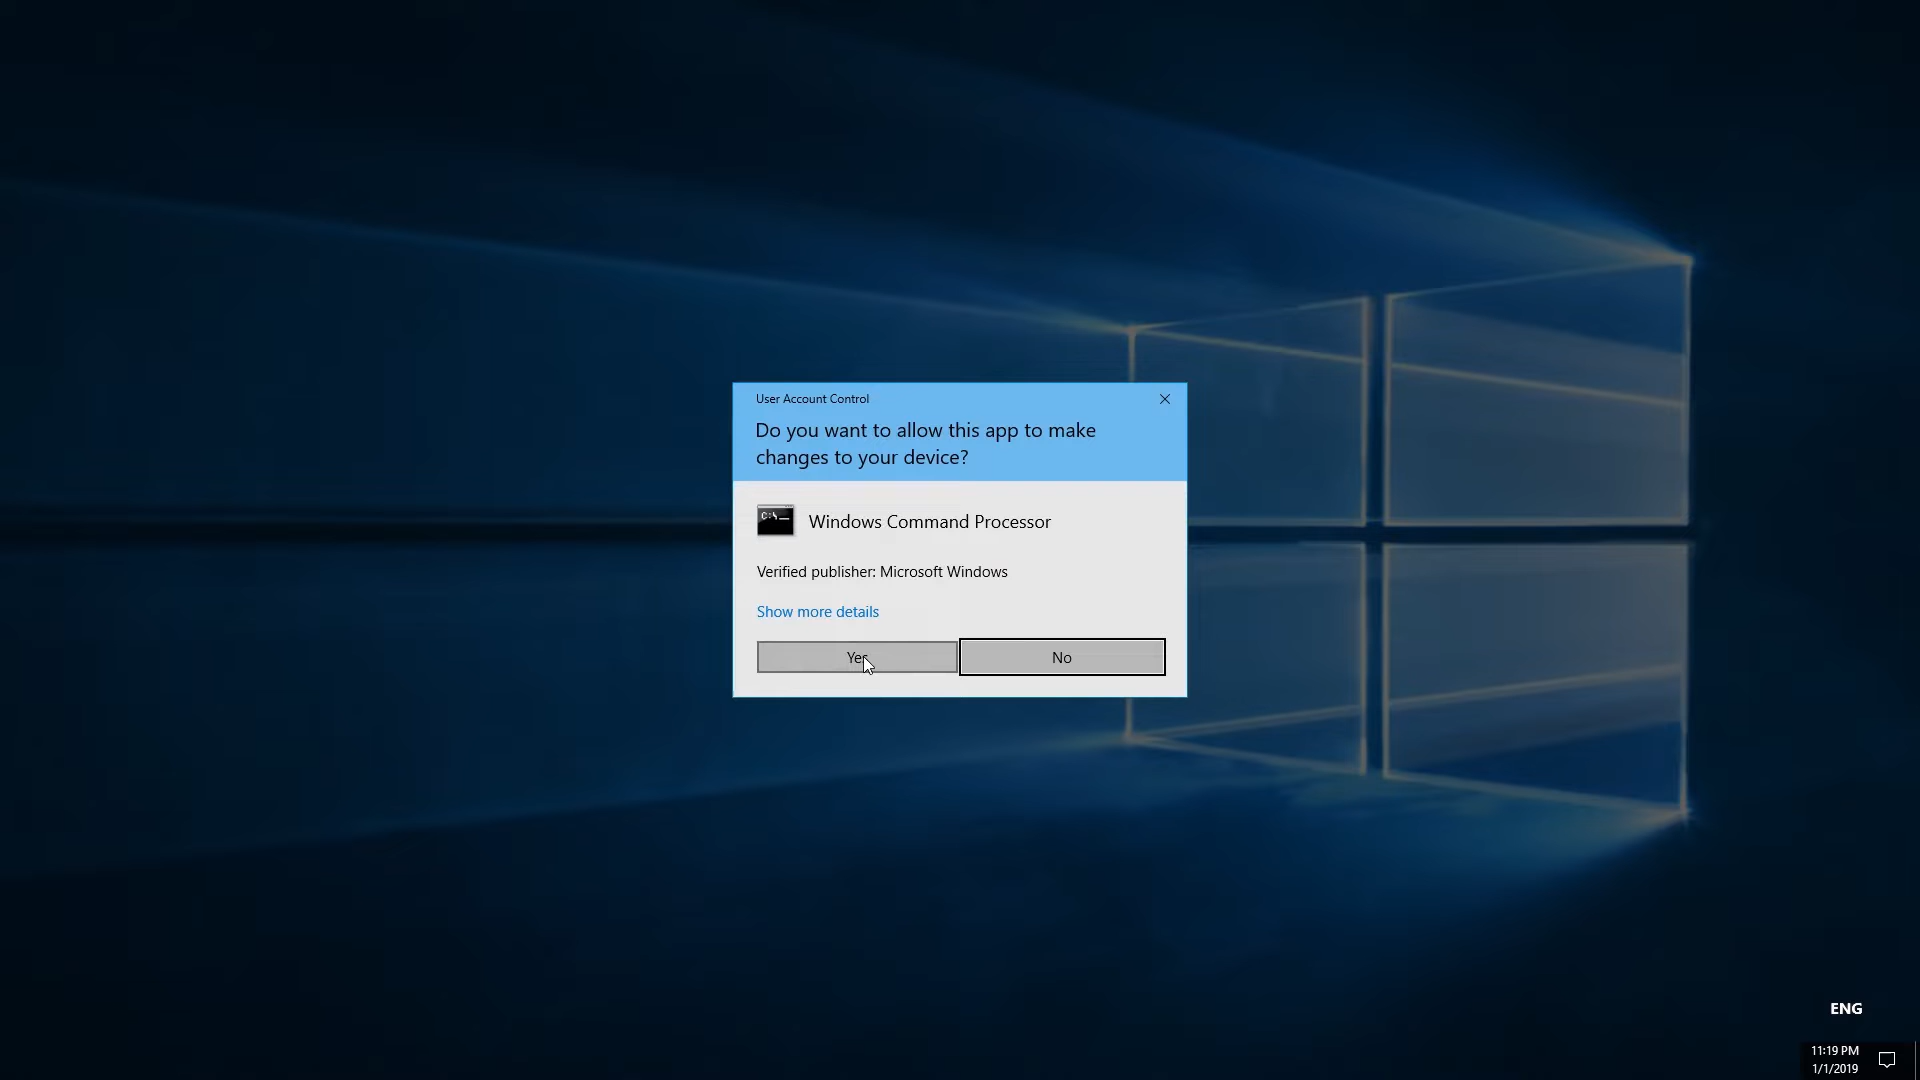 User Account Control
Do you want to allow this app to make
changes to your device?
C:\_
Windows Command Processor
Verified publisher: Microsoft Windows
Show more details
Yes
No
ENG
11:19 PM
1/1/2019